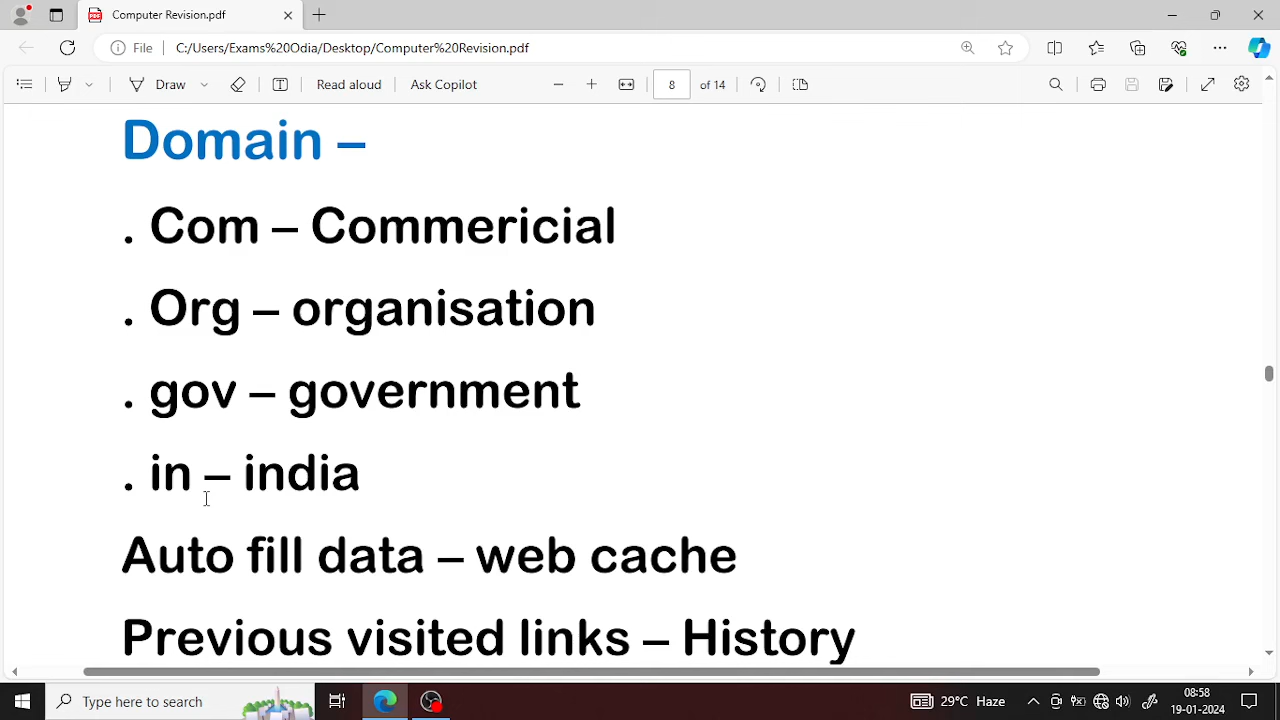 Computer Revision.pdf
File
C:/Users/Exams%20Odia/Desktop/Computer%20Revision.pdf
Draw
Read aloud
Ask Copilot
8
of 14
Domain –
. Com – Commericial
. Org – organisation
. gov – government
. in – india
Auto fill data – web cache
Previous visited links – History
Type here to search
29°C Haze
08:58
19-01-2024